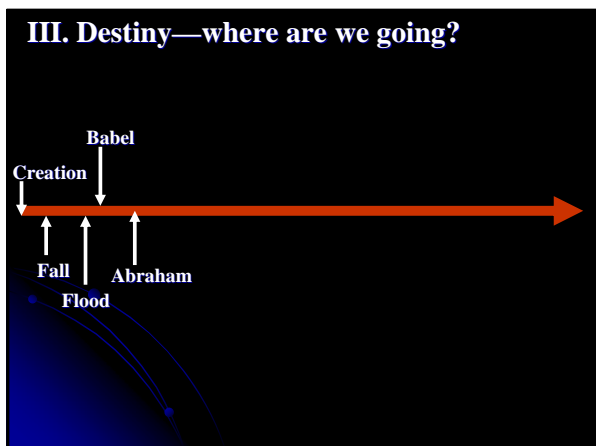 III. Destiny—where are we going?
Babel
Creation
Fall
Abraham
Flood